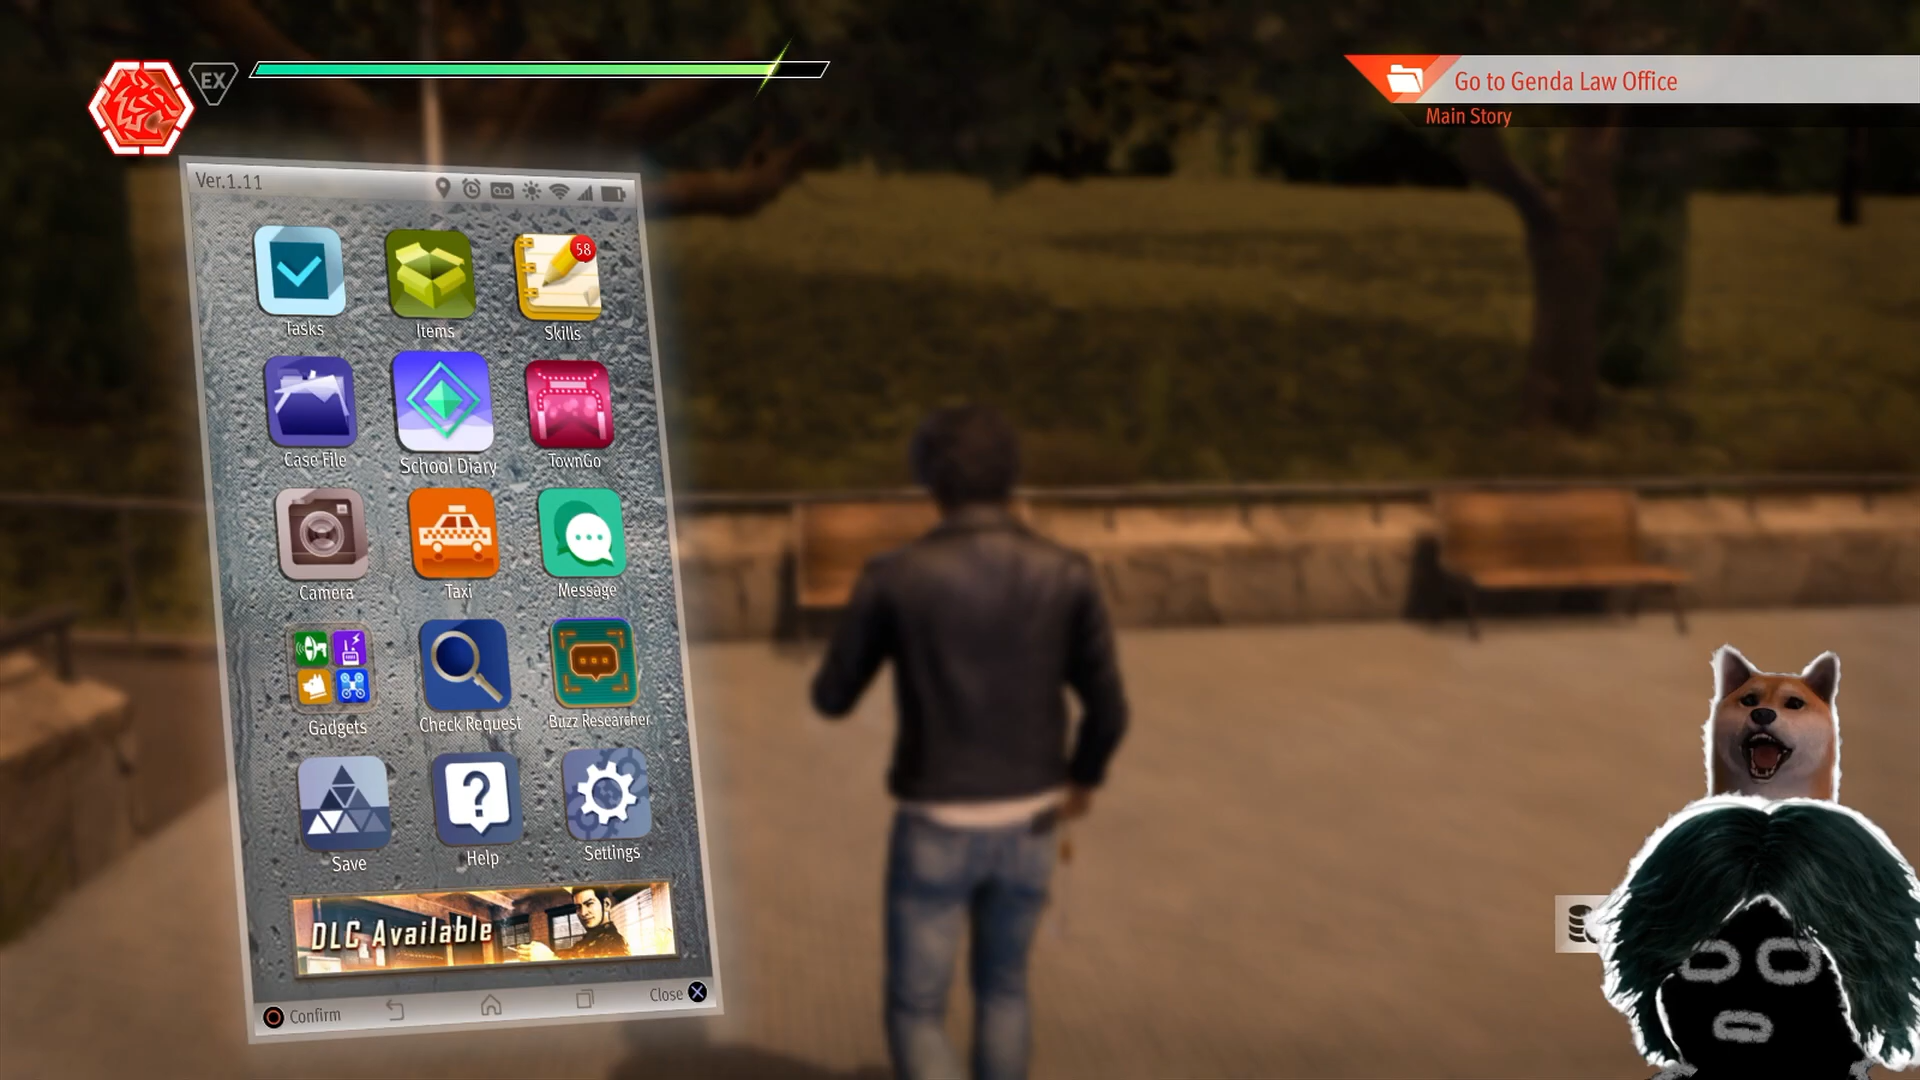 EX
Go to Genda Law Office
Main Story
Ver.1.11
58
Tasks
Items
Skills
Case File
School Diary
TownGo
Camera
Taxi
Message
Gadgets
Check Request
Buzz Researcher
?
Save
Help
Settings
DLC Available
Confirm
Close